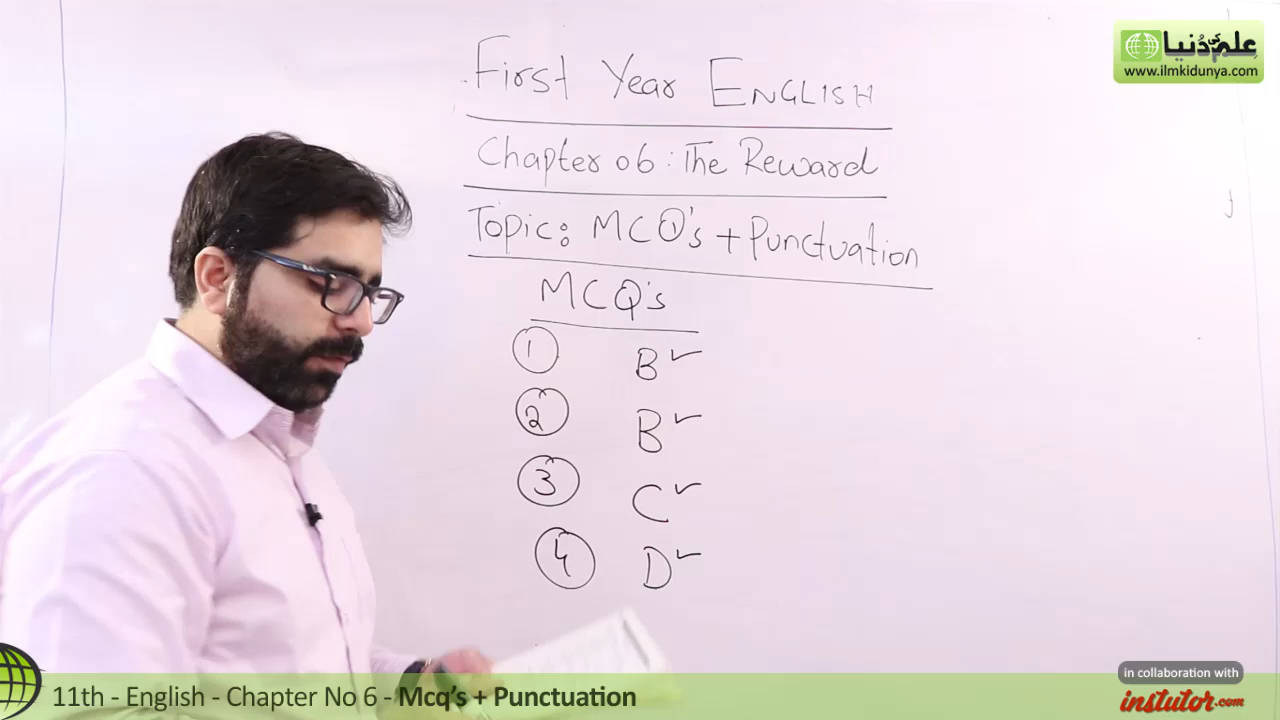 First Year ENGLISH
Chapter 06: The Reward
Topic: MCQ's + Punctuation
MCQ's
1 B ✓
2 B ✓
3 C ✓
4 D ✓
علم کی دنیا
www.ilmkidunya.com
11th - English - Chapter No 6 - Mcq's + Punctuation
in collaboration with
instutor.com